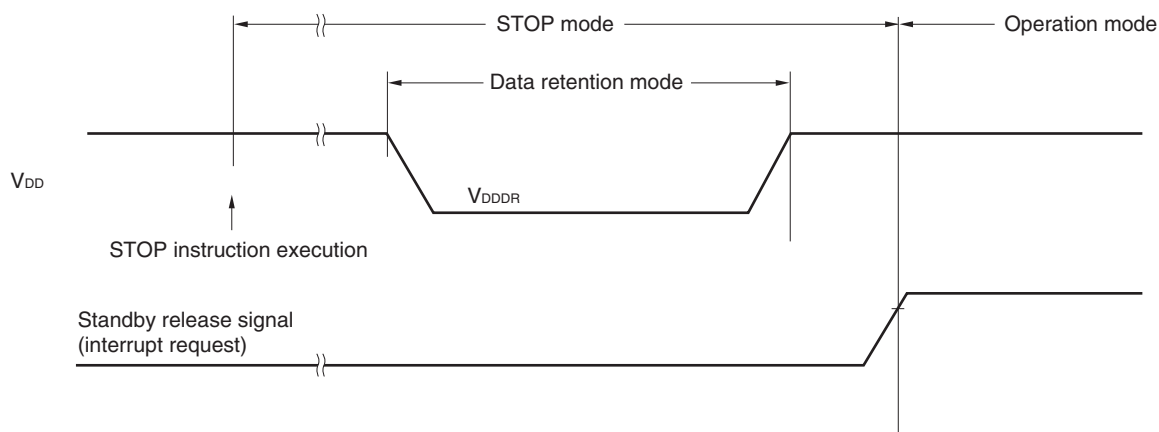 STOP mode
Operation mode
Data retention mode
VDD
VDDDR
STOP instruction execution
Standby release signal
(interrupt request)